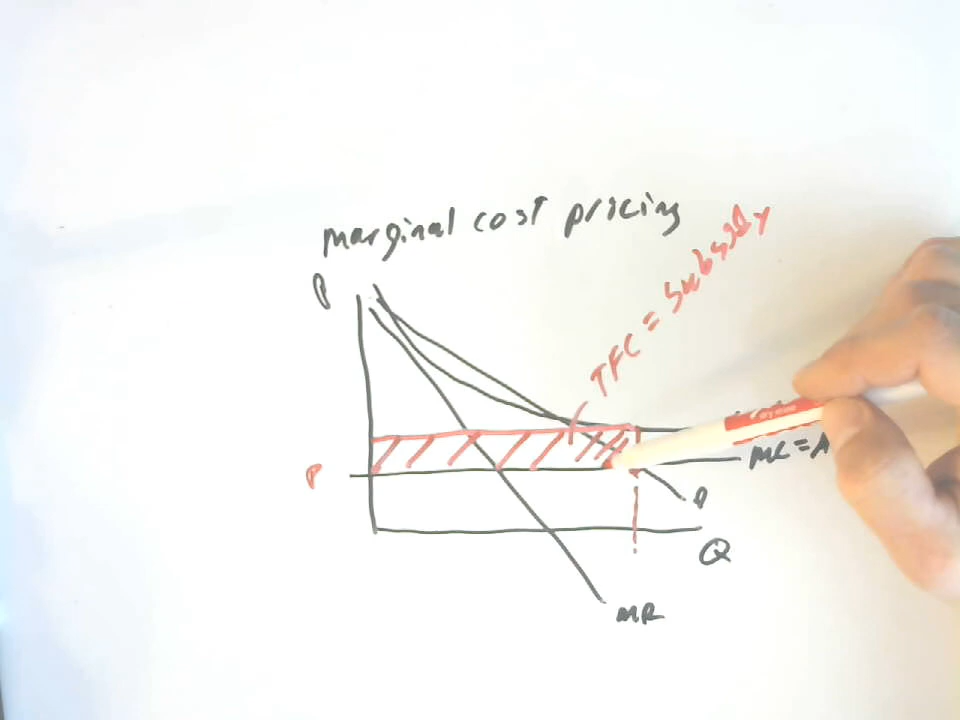 marginal cost pricing
P
TFC = Subsidy
MC = A
P
D
Q
MR